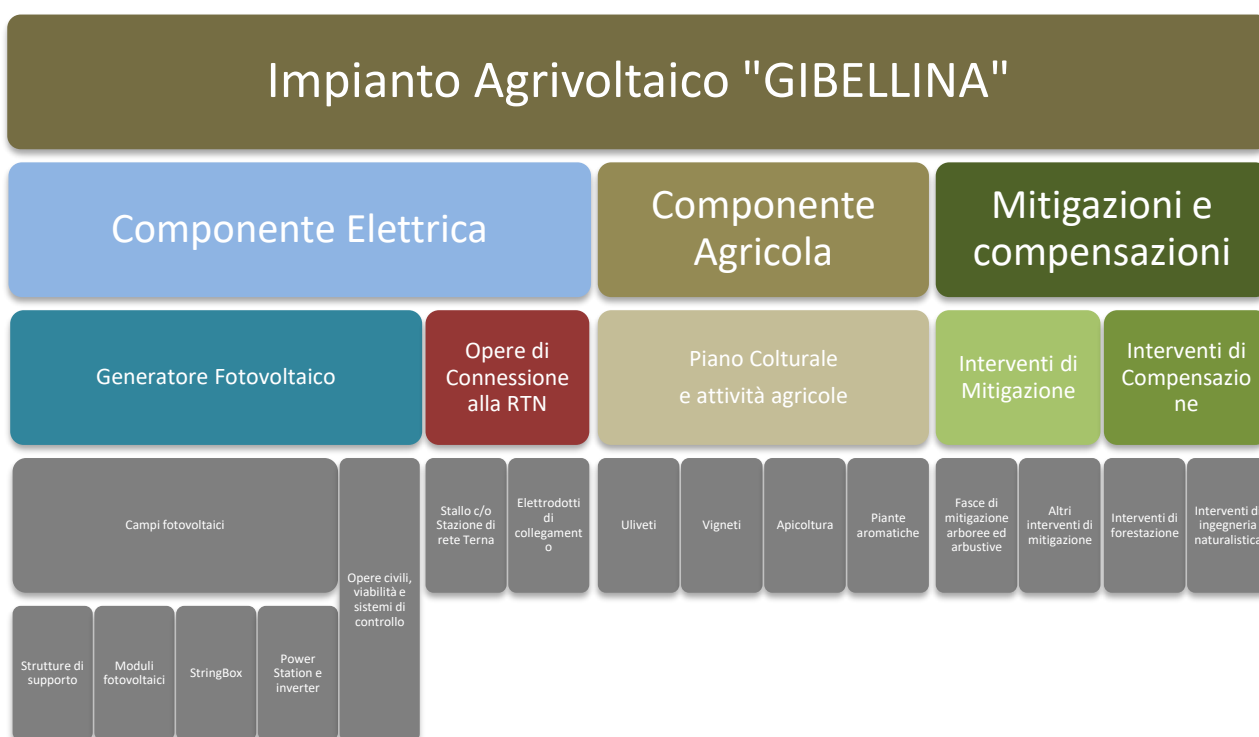 Impianto Agrivoltaico "GIBELLINA"
Componente Elettrica
Componente
Agricola
Mitigazioni e
compensazioni
Generatore Fotovoltaico
Opere di
Connessione
alla RTN
Piano Colturale
e attività agricole
Interventi di
Mitigazione
Interventi di
Compensazio
ne
Campi fotovoltaici
Opere civili,
viabilità e
sistemi di
controllo
Stallo c/o
Stazione di
rete Terna
Elettrodotti
di
collegament
o
Uliveti
Vigneti
Apicoltura
Piante
aromatiche
Fasce di
mitigazione
arboree ed
arbustive
Altri
interventi di
mitigazione
Interventi di
forestazione
Interventi di
ingegneria
naturalistica
Strutture di
supporto
Moduli
fotovoltaici
StringBox
Power
Station e
inverter